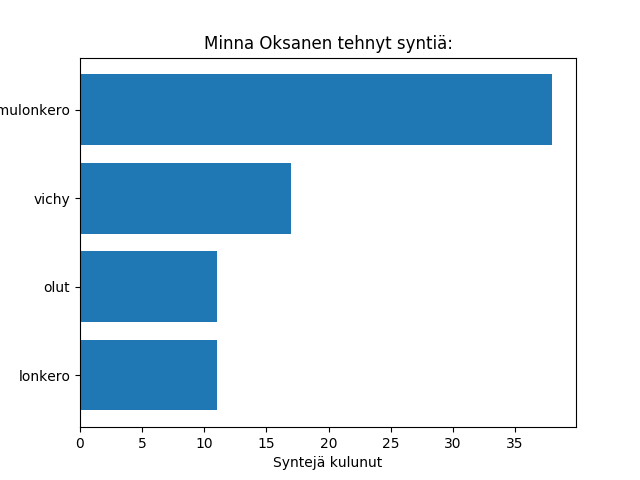 Minna Oksanen tehnyt syntiä:
mulonkero
vichy
olut
lonkero
0 5 10 15 20 25 30 35
Syntejä kulunut